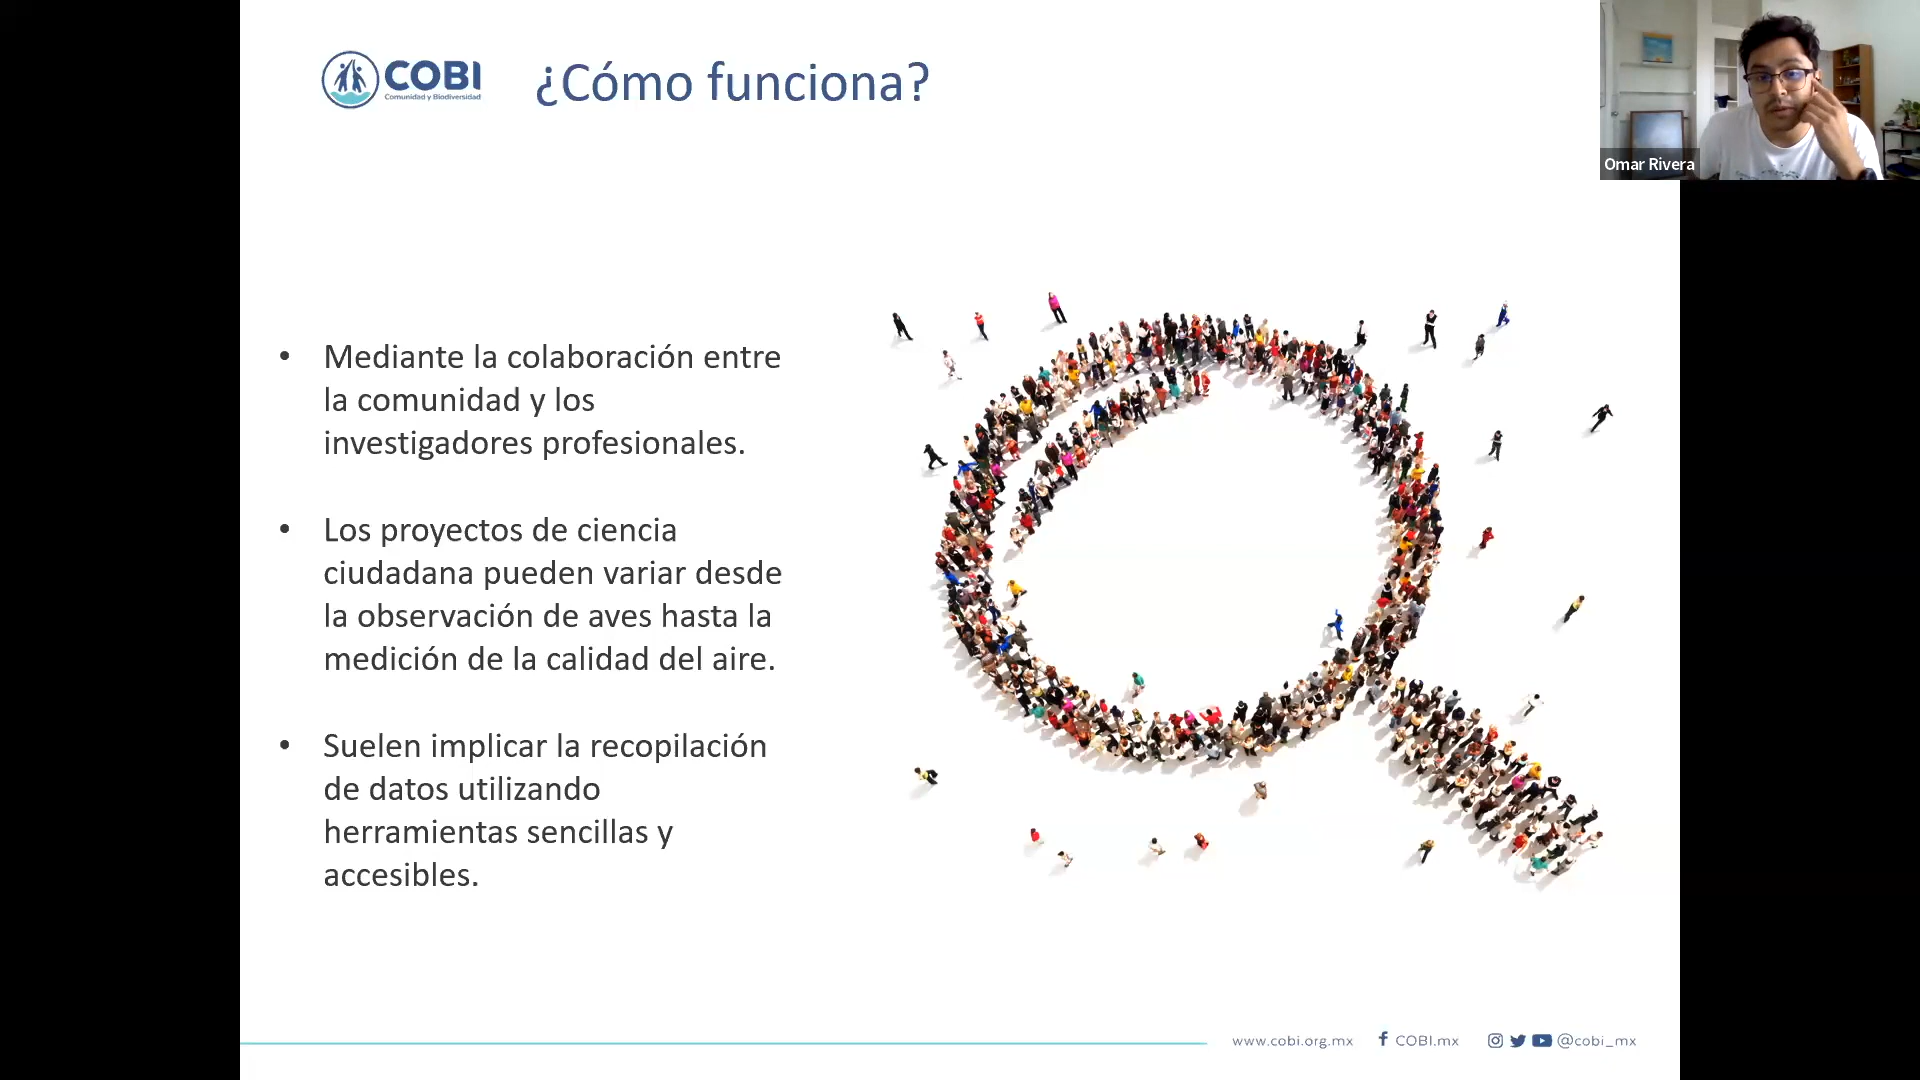 COBI
Comunidad y Biodiversidad
¿Cómo funciona?
Omar Rivera
• Mediante la colaboración entre
la comunidad y los
investigadores profesionales.
• Los proyectos de ciencia
ciudadana pueden variar desde
la observación de aves hasta la
medición de la calidad del aire.
• Suelen implicar la recopilación
de datos utilizando
herramientas sencillas y
accesibles.
www.cobi.org.mx COBI.mx @cobi_mx